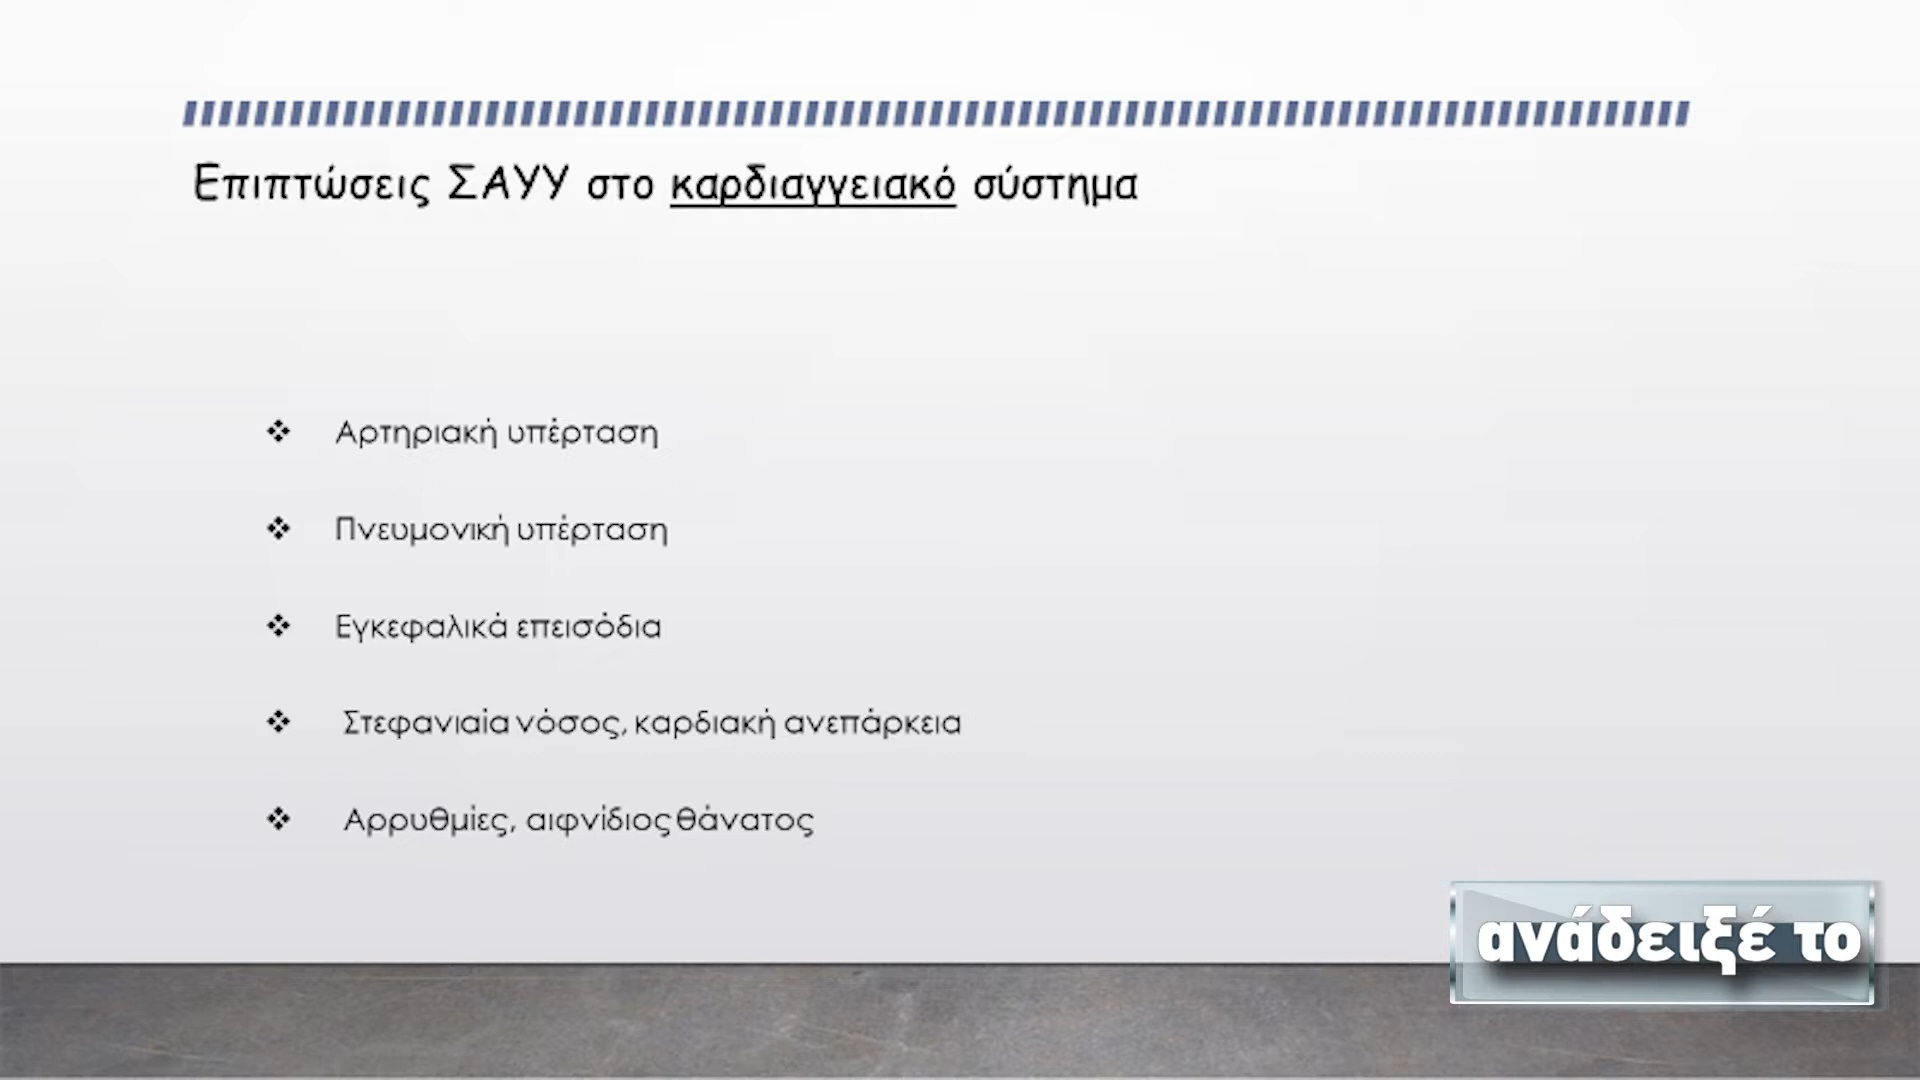 Επιπτώσεις ΣΑΥΥ στο καρδιαγγειακό σύστημα
❖ Αρτηριακή υπέρταση
❖ Πνευμονική υπέρταση
❖ Εγκεφαλικά επεισόδια
❖ Στεφανιαία νόσος, καρδιακή ανεπάρκεια
❖ Αρρυθμίες, αιφνίδιος θάνατος
ανάδειξέ το